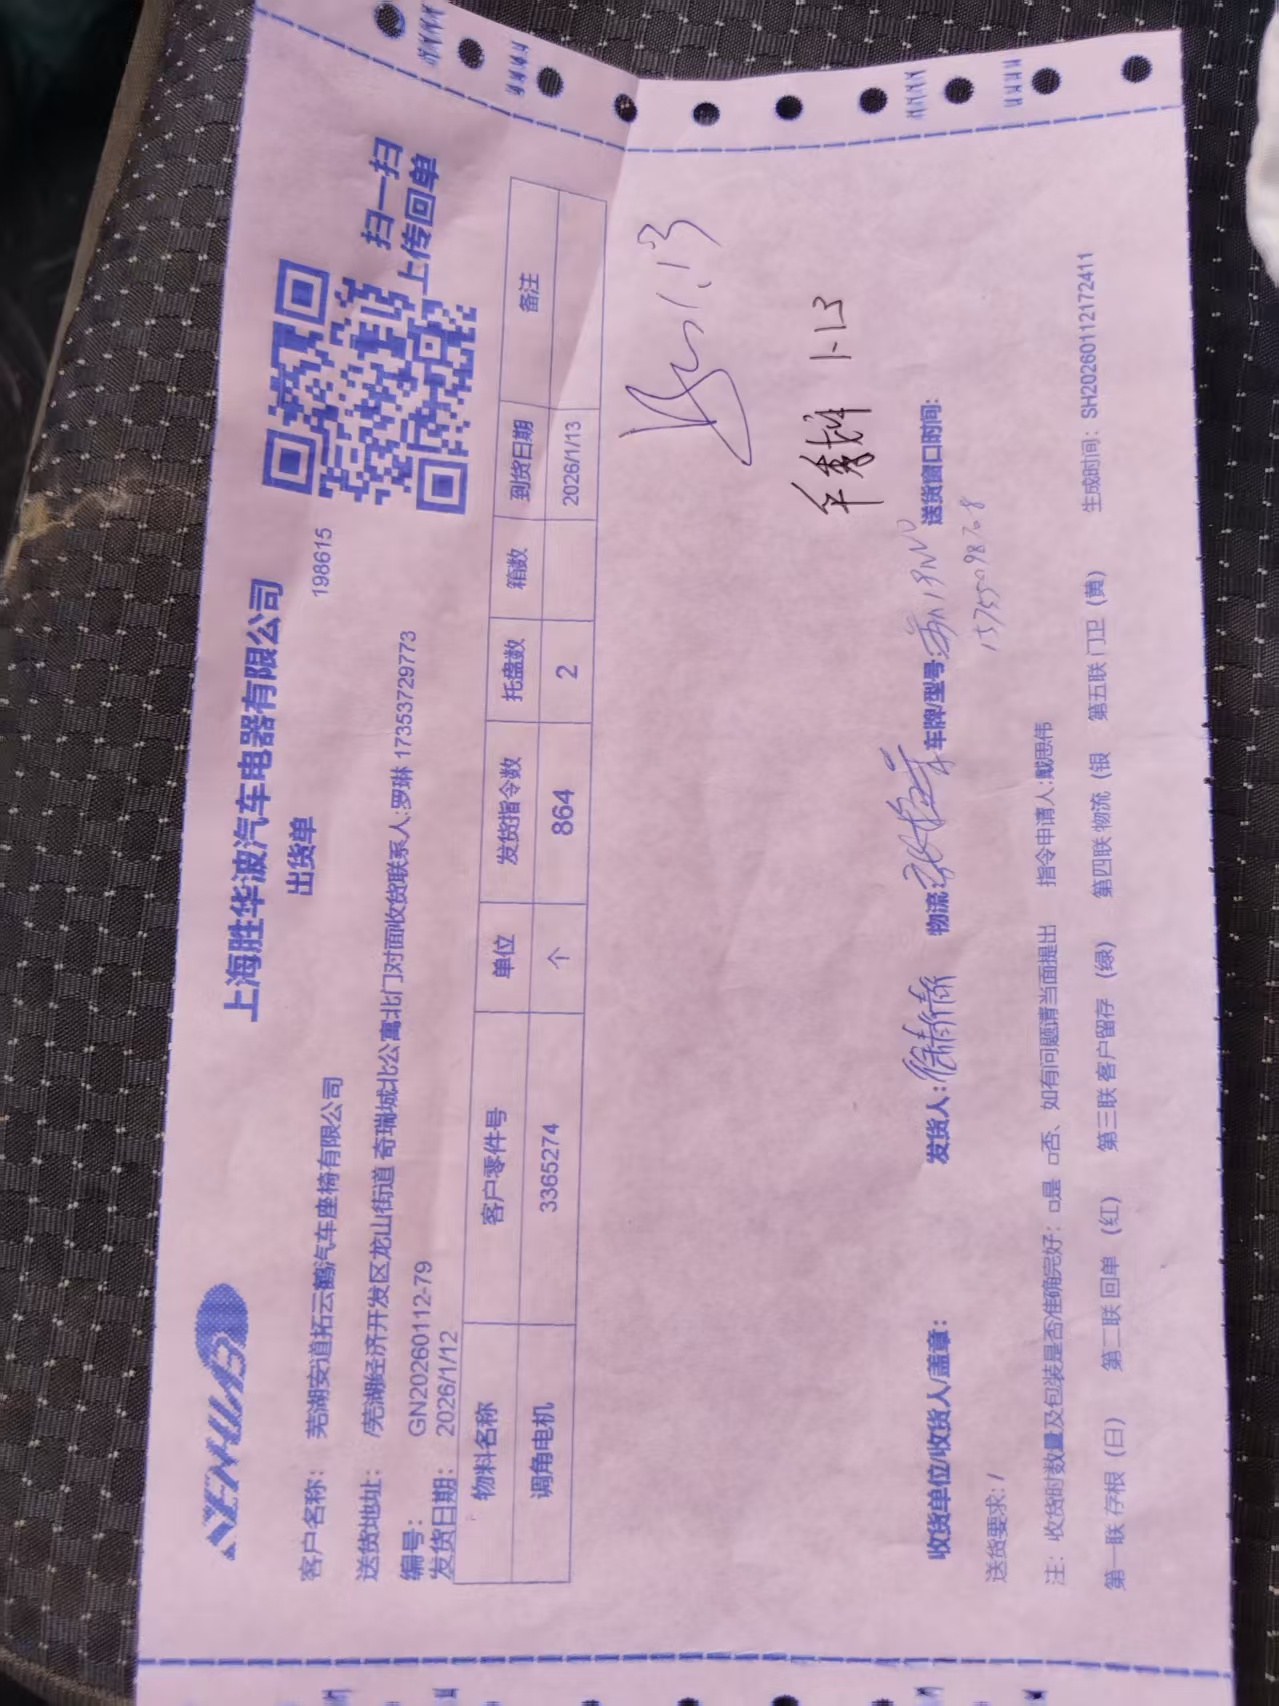 SENHUAB
上海胜华波汽车电器有限公司
出货单
198615
扫一扫
上传回单
客户名称： 芜湖安道拓云鹤汽车座椅有限公司
送货地址： /芜湖经济开发区龙山街道 奇瑞城北公寓北门对面收货联系人:罗琳 17353729773
编号： GN20260112-79
发货日期： 2026/1/12
物料名称 客户零件号 单位 发货指令数 托盘数 箱数 到货日期 备注
调角电机 3365274 个 864 2 2026/1/13
1.13
1.13
收货单位/收货人/盖章： 发货人： 物流： 车牌/型号： 送货窗口时间：
送货要求：/
注：收货时数量及包装是否准确完好：□是 □否、如有问题请当面提出 指令申请人:戴思伟
第一联 存根（白） 第二联 回单（红） 第三联 客户留存（绿） 第四联 物流（银 第五联 门卫（黄） 生成时间：SH20260112172411